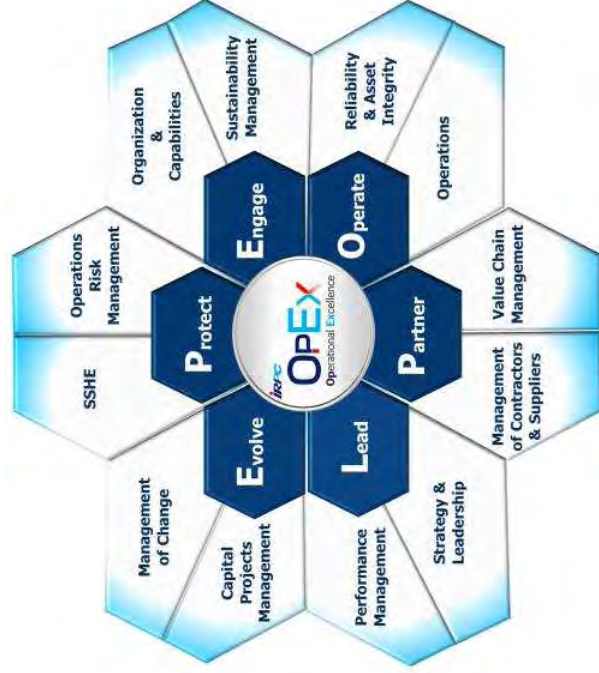 Performance
Management
Capital
Projects
Management
Strategy &
Leadership
Management
of Change
Lead
Evolve
Management
of Contractors
& Suppliers
SSHE
Partner
IRPC
OpEx
Operational Excellence
Protect
Value Chain
Management
Operations
Risk
Management
Operate
Engage
Operations
Organization
&
Capabilities
Reliability
& Asset
Integrity
Sustainability
Management